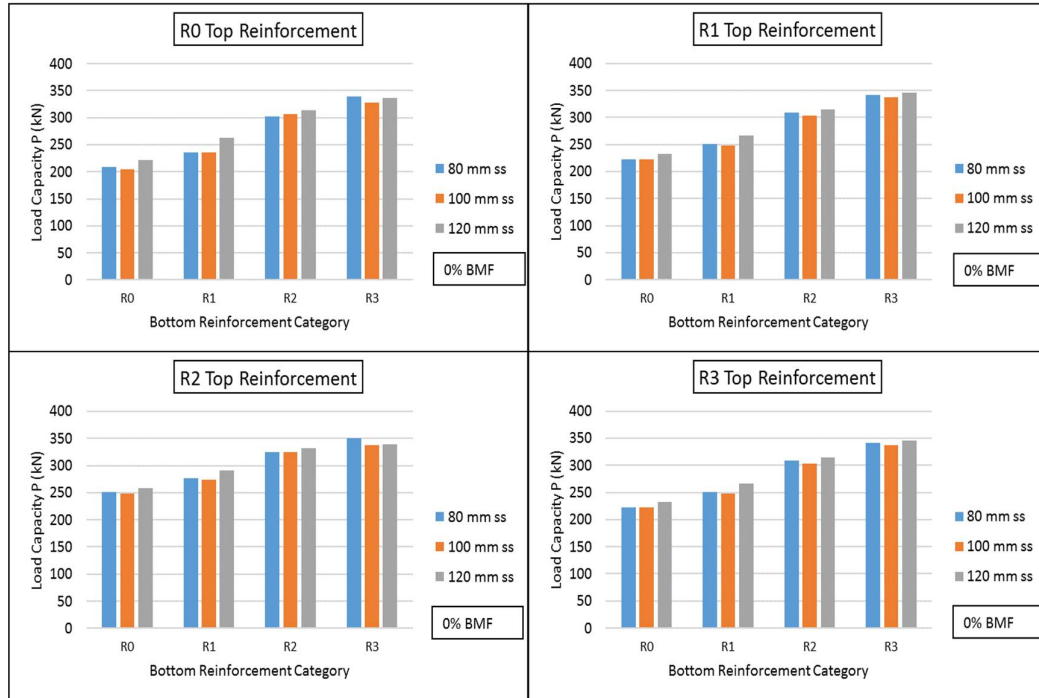 R0 Top Reinforcement
Load Capacity P (kN)
400
350
300
250
200
150
100
50
0
R0 R1 R2 R3
Bottom Reinforcement Category
80 mm ss
100 mm ss
120 mm ss
0% BMF
R1 Top Reinforcement
Load Capacity P (kN)
400
350
300
250
200
150
100
50
0
R0 R1 R2 R3
Bottom Reinforcement Category
80 mm ss
100 mm ss
120 mm ss
0% BMF
R2 Top Reinforcement
Load Capacity P (kN)
400
350
300
250
200
150
100
50
0
R0 R1 R2 R3
Bottom Reinforcement Category
80 mm ss
100 mm ss
120 mm ss
0% BMF
R3 Top Reinforcement
Load Capacity P (kN)
400
350
300
250
200
150
100
50
0
R0 R1 R2 R3
Bottom Reinforcement Category
80 mm ss
100 mm ss
120 mm ss
0% BMF